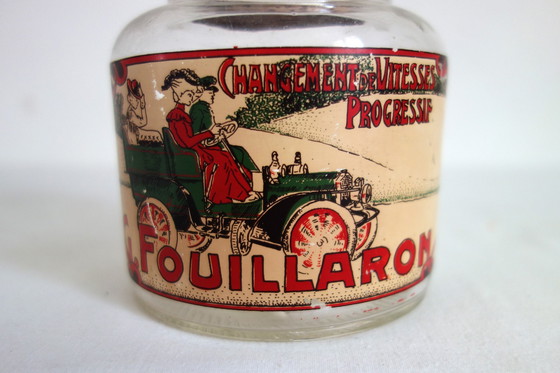 CHANGEMENT DE VITESSES
PROGRESSIF
G. FOUILLARON